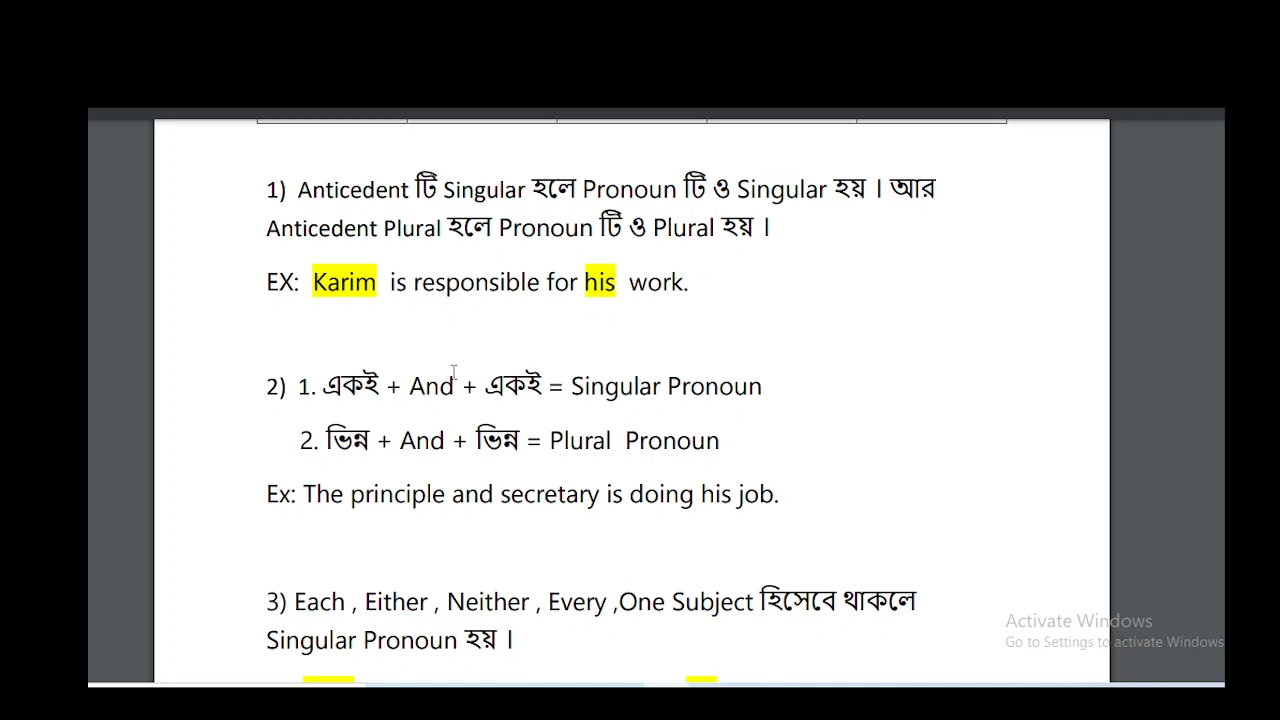 1) Anticedent টি Singular হলে Pronoun টি ও Singular হয় । আর
Anticedent Plural হলে Pronoun টি ও Plural হয় ।
EX: Karim is responsible for his work.
2) 1. একই + And + একই = Singular Pronoun
2. ভিন্ন + And + ভিন্ন = Plural Pronoun
Ex: The principle and secretary is doing his job.
3) Each , Either , Neither , Every ,One Subject হিসেবে থাকলে
Singular Pronoun হয় ।
Activate Windows
Go to Settings to activate Windows